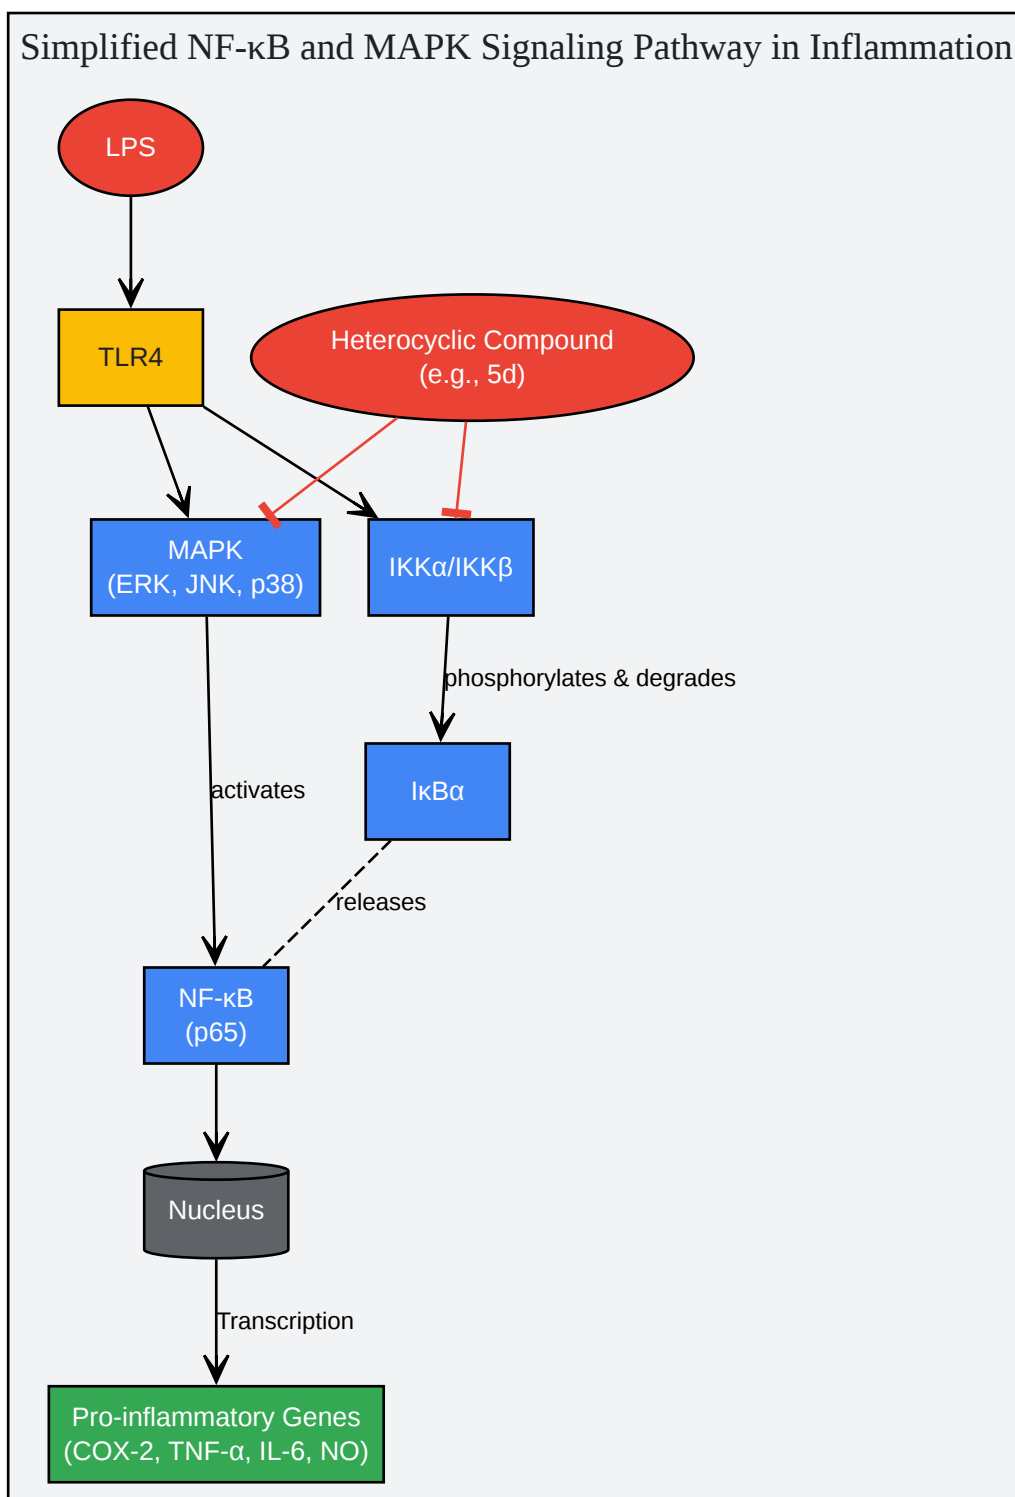 Simplified NF-κB and MAPK Signaling Pathway in Inflammation
LPS
TLR4
Heterocyclic Compound
(e.g., 5d)
MAPK
(ERK, JNK, p38)
IKKα/IKKβ
phosphorylates & degrades
activates
IκBα
releases
NF-κB
(p65)
Nucleus
Transcription
Pro-inflammatory Genes
(COX-2, TNF-α, IL-6, NO)